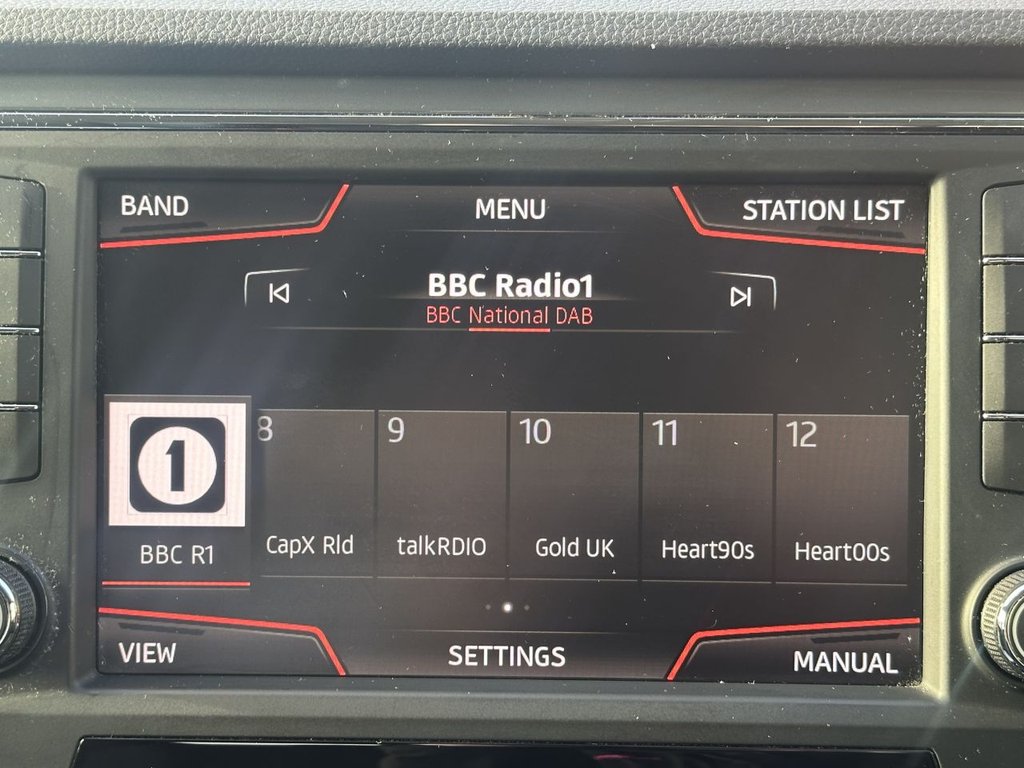 BAND MENU STATION LIST
BBC Radio1
BBC National DAB
8 9 10 11 12
1
BBC R1 CapX Rld talkRDIO Gold UK Heart90s Heart00s
VIEW SETTINGS MANUAL